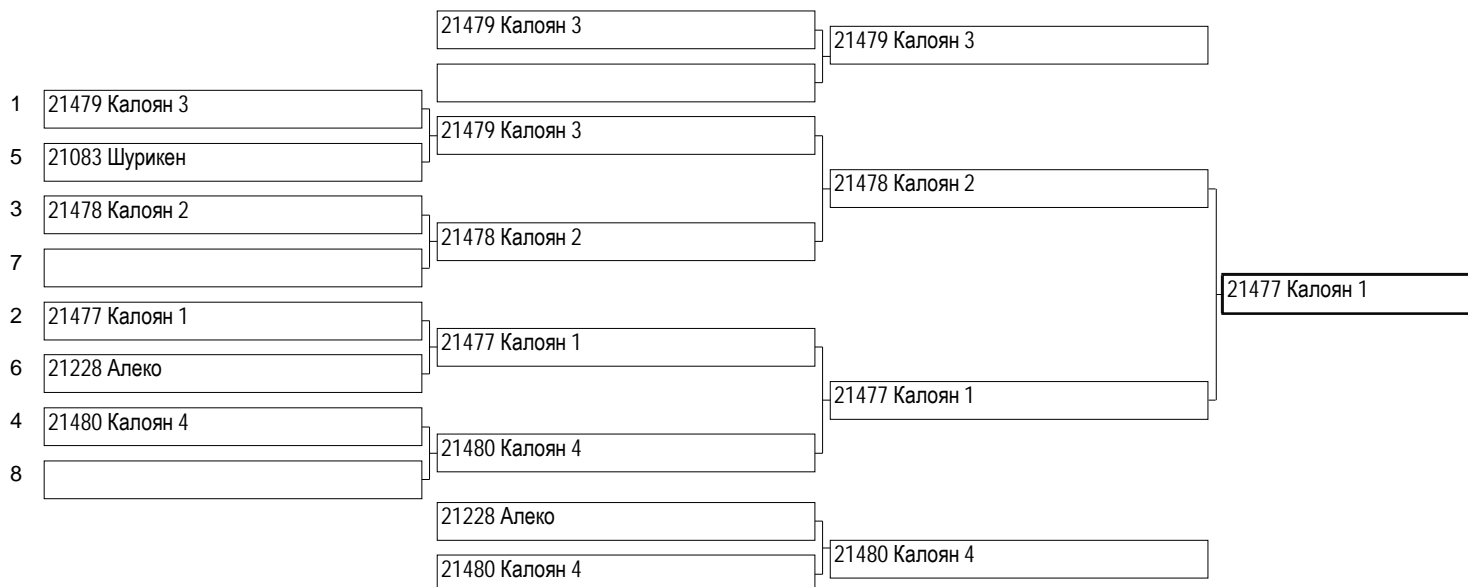 21479 Калоян 3
21479 Калоян 3
1 21479 Калоян 3
21479 Калоян 3
5 21083 Шурикен
21478 Калоян 2
3 21478 Калоян 2
21478 Калоян 2
7
21477 Калоян 1
2 21477 Калоян 1
21477 Калоян 1
6 21228 Алеко
21477 Калоян 1
4 21480 Калоян 4
21480 Калоян 4
8
21228 Алеко
21480 Калоян 4
21480 Калоян 4